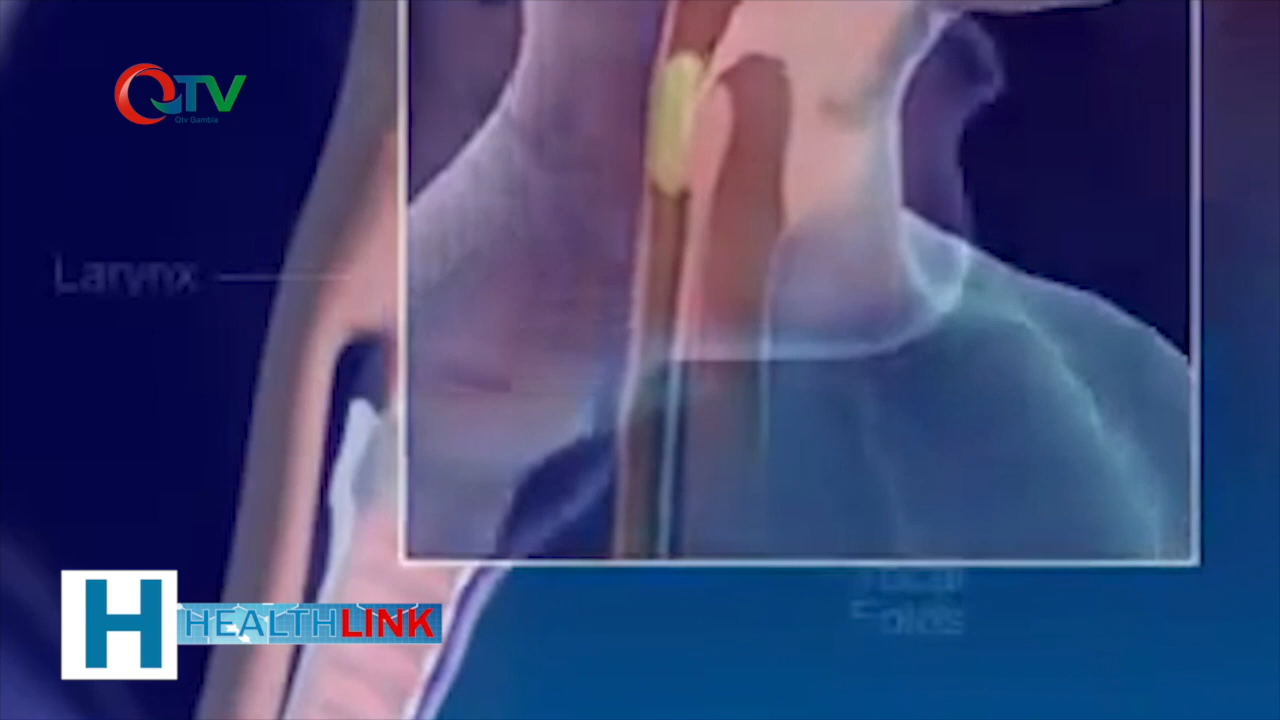 QTV
Qtv Gambia
Larynx
Vocal
Folds
H
HEALTHLINK